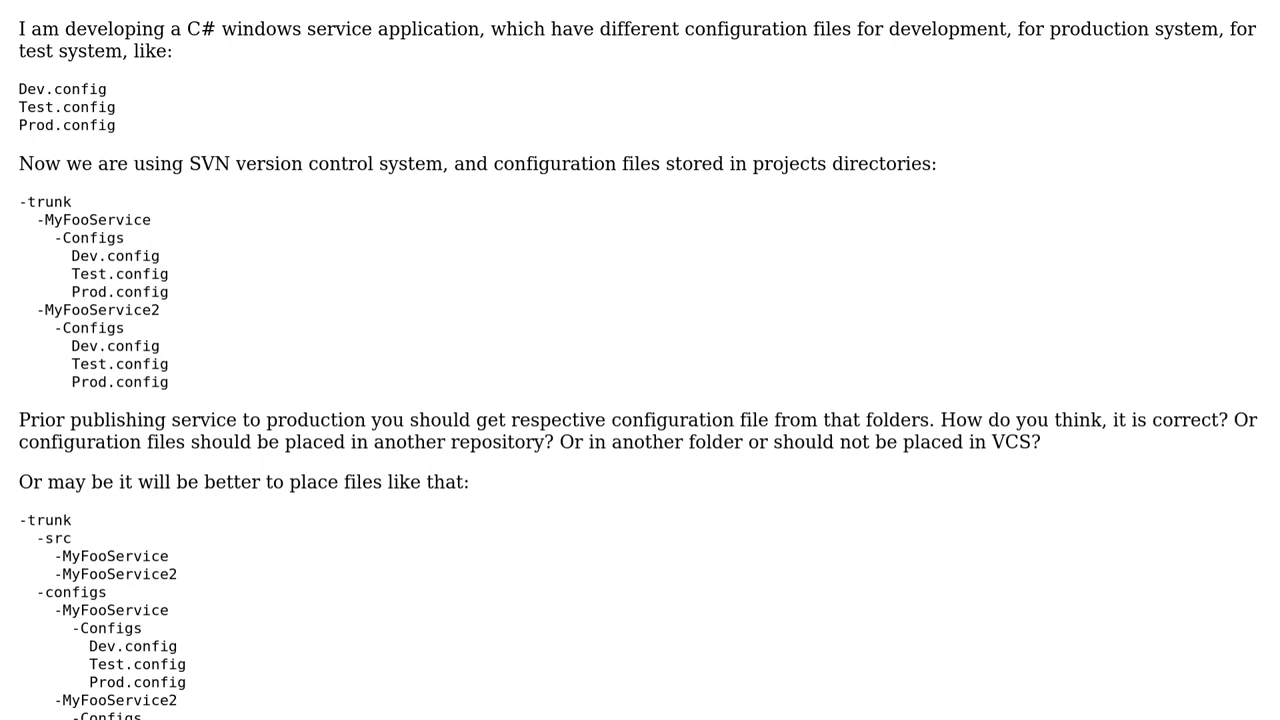 I am developing a C# windows service application, which have different configuration files for development, for production system, for
test system, like:
Dev.config
Test.config
Prod.config
Now we are using SVN version control system, and configuration files stored in projects directories:
-trunk
-MyFooService
-Configs
Dev.config
Test.config
Prod.config
-MyFooService2
-Configs
Dev.config
Test.config
Prod.config
Prior publishing service to production you should get respective configuration file from that folders. How do you think, it is correct? Or
configuration files should be placed in another repository? Or in another folder or should not be placed in VCS?
Or may be it will be better to place files like that:
-trunk
-src
-MyFooService
-MyFooService2
-configs
-MyFooService
-Configs
Dev.config
Test.config
Prod.config
-MyFooService2
-Configs